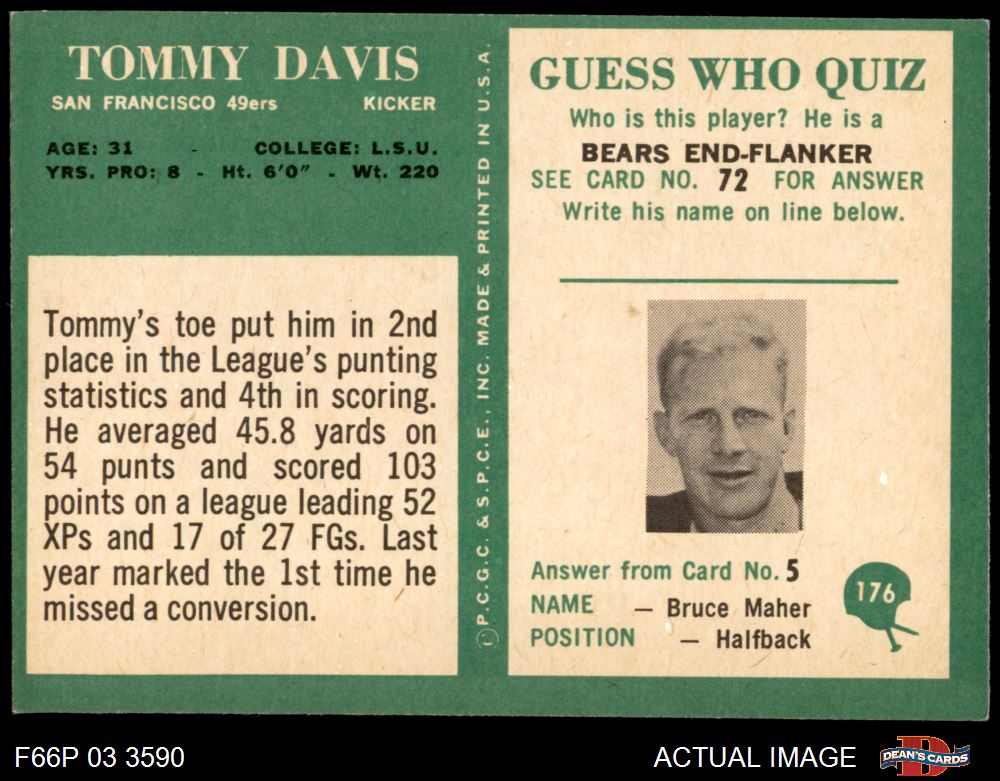 TOMMY DAVIS
SAN FRANCISCO 49ers KICKER
AGE: 31 - COLLEGE: L.S.U.
YRS. PRO: 8 - Ht. 6'0" - Wt. 220
Tommy's toe put him in 2nd
place in the League's punting
statistics and 4th in scoring.
He averaged 45.8 yards on
54 punts and scored 103
points on a league leading 52
XPs and 17 of 27 FGs. Last
year marked the 1st time he
missed a conversion.
© P.C.G.C. & S.P.C.E., INC. MADE & PRINTED IN U.S.A.
GUESS WHO QUIZ
Who is this player? He is a
BEARS END-FLANKER
SEE CARD NO. 72 FOR ANSWER
Write his name on line below.
Answer from Card No. 5
NAME — Bruce Maher
POSITION — Halfback
176
F66P 03 3590
ACTUAL IMAGE
DEAN'S CARDS